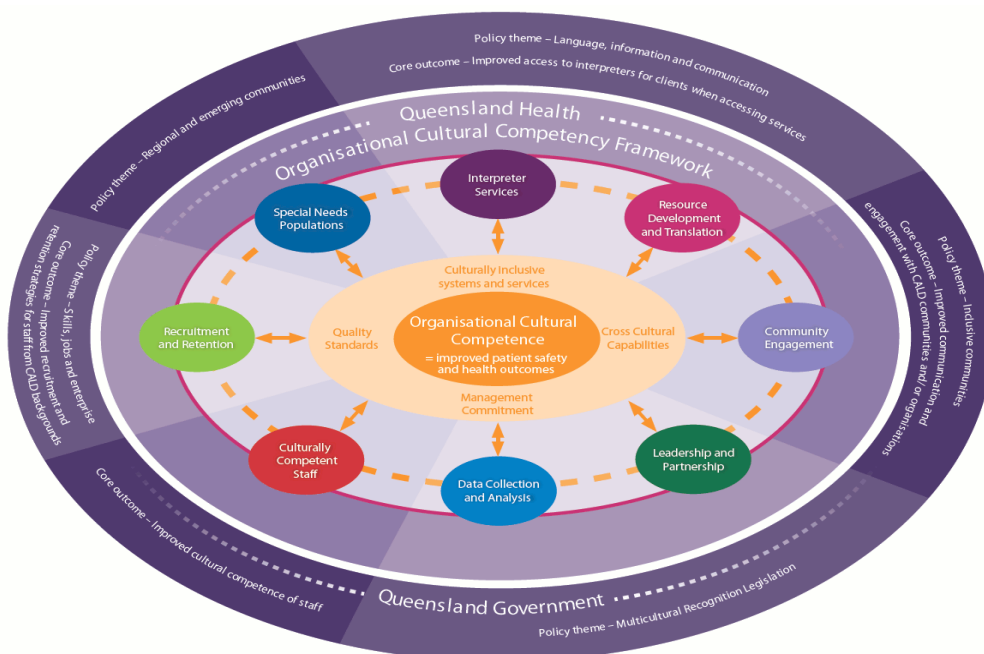 Policy theme – Language, information and communication
Core outcome – Improved access to interpreters for clients when accessing services
Policy theme – Regional and emerging communities
Queensland Health
Organisational Cultural Competency Framework
Interpreter
Services
Special Needs
Populations
Resource
Development
and Translation
Policy theme – Inclusive communities
Core outcome – Improved communication and
engagement with CALD communities and/or organisations
Policy theme – Skills, jobs and enterprise
Core outcome – Improved recruitment and
retention strategies for staff from CALD backgrounds
Recruitment
and Retention
Culturally Inclusive
systems and services
Quality
Standards
Organisational Cultural
Competence
= improved patient safety
and health outcomes
Cross Cultural
Capabilities
Management
Commitment
Community
Engagement
Culturally
Competent
Staff
Data Collection
and Analysis
Leadership and
Partnership
Core outcome – Improved cultural competence of staff
Queensland Government
Policy theme – Multicultural Recognition Legislation